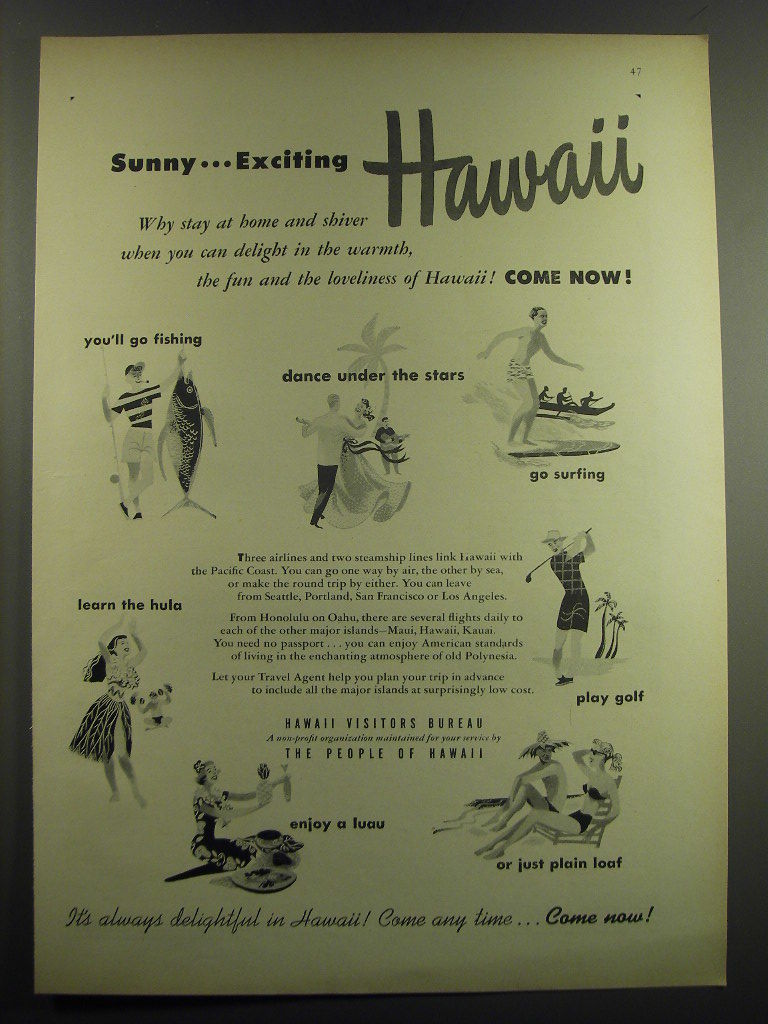 47
Sunny...Exciting Hawaii
Why stay at home and shiver
when you can delight in the warmth,
the fun and the loveliness of Hawaii! COME NOW!
you'll go fishing
dance under the stars
go surfing
Three airlines and two steamship lines link Hawaii with
the Pacific Coast. You can go one way by air, the other by sea,
or make the round trip by either. You can leave
from Seattle, Portland, San Francisco or Los Angeles.
learn the hula
From Honolulu on Oahu, there are several flights daily to
each of the other major islands—Maui, Hawaii, Kauai.
You need no passport . . . you can enjoy American standards
of living in the enchanting atmosphere of old Polynesia.
Let your Travel Agent help you plan your trip in advance
to include all the major islands at surprisingly low cost.
play golf
HAWAII VISITORS BUREAU
A non-profit organization maintained for your service by
THE PEOPLE OF HAWAII
enjoy a luau
or just plain loaf
It's always delightful in Hawaii! Come any time... Come now!